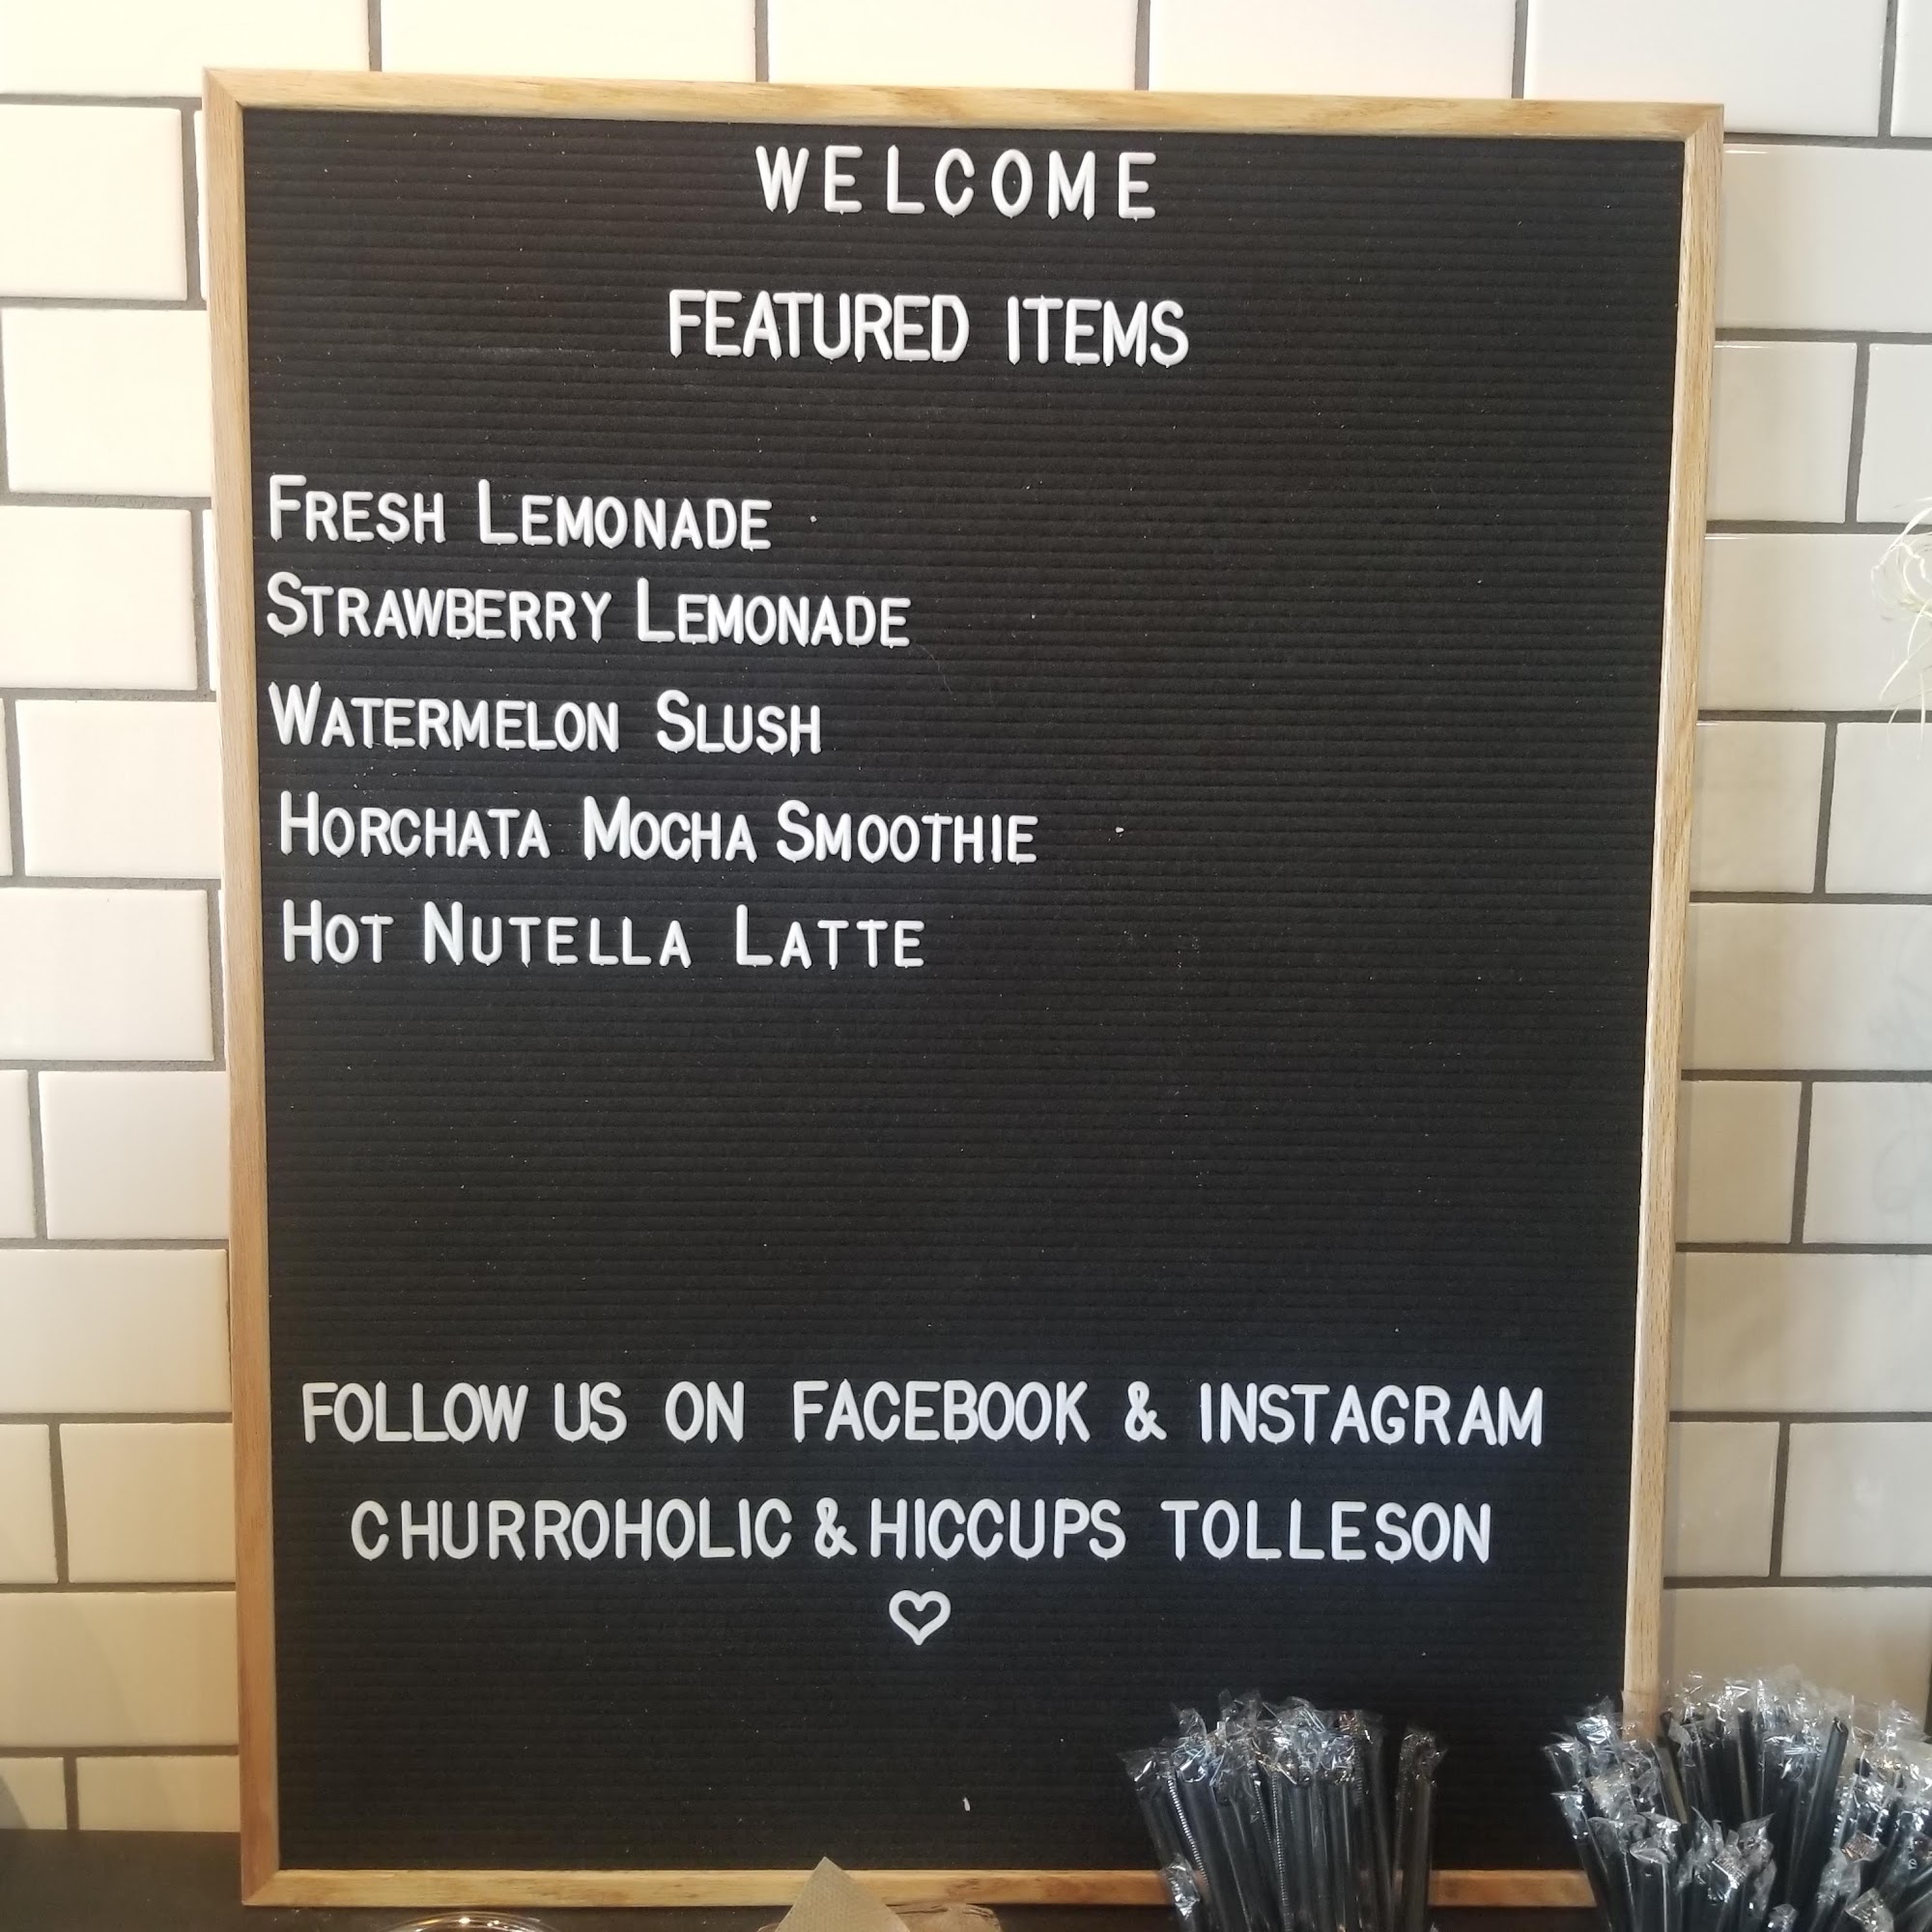 WELCOME
FEATURED ITEMS
FRESH LEMONADE
STRAWBERRY LEMONADE
WATERMELON SLUSH
HORCHATA MOCHA SMOOTHIE
HOT NUTELLA LATTE
FOLLOW US ON FACEBOOK & INSTAGRAM
CHURROHOLIC & HICCUPS TOLLESON